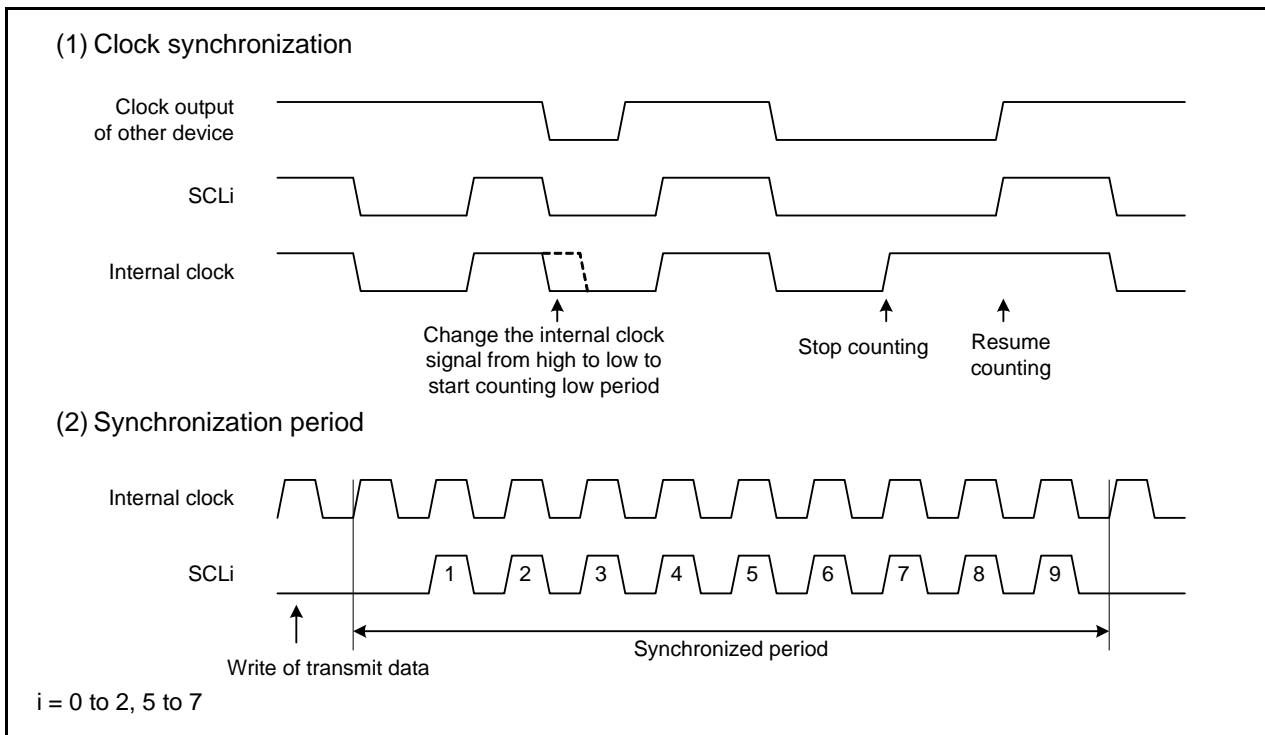 (1) Clock synchronization
Clock output
of other device
SCLi
Internal clock
Change the internal clock
signal from high to low to
start counting low period
Stop counting
Resume
counting
(2) Synchronization period
Internal clock
SCLi
1 2 3 4 5 6 7 8 9
Synchronized period
Write of transmit data
i = 0 to 2, 5 to 7